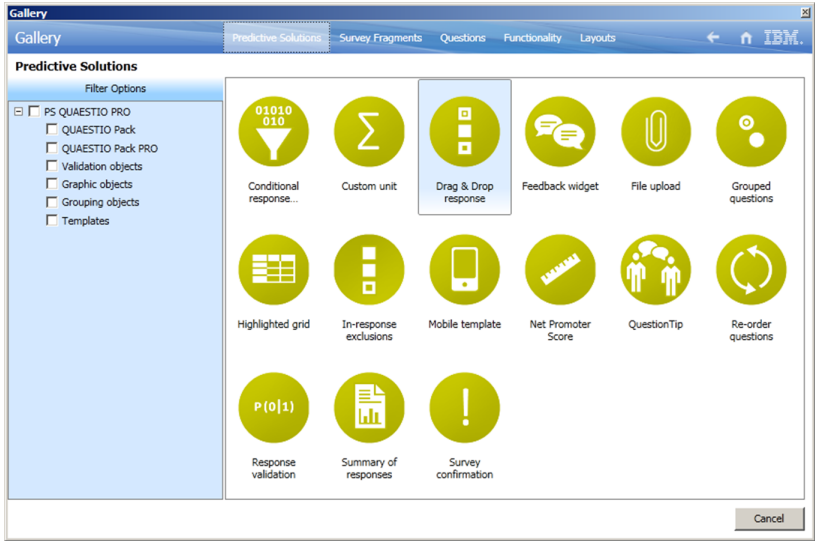 Gallery
Gallery
Predictive Solutions Survey Fragments Questions Functionality Layouts IBM.
Predictive Solutions
Filter Options
PS QUAESTIO PRO
QUAESTIO Pack
QUAESTIO Pack PRO
Validation objects
Graphic objects
Grouping objects
Templates
01010
010
Conditional
response...
Custom unit
Drag & Drop
response
Feedback widget
File upload
Grouped
questions
Highlighted grid
In-response
exclusions
Mobile template
Net Promoter
Score
QuestionTip
Re-order
questions
P(0|1)
Response
validation
Summary of
responses
Survey
confirmation
Cancel